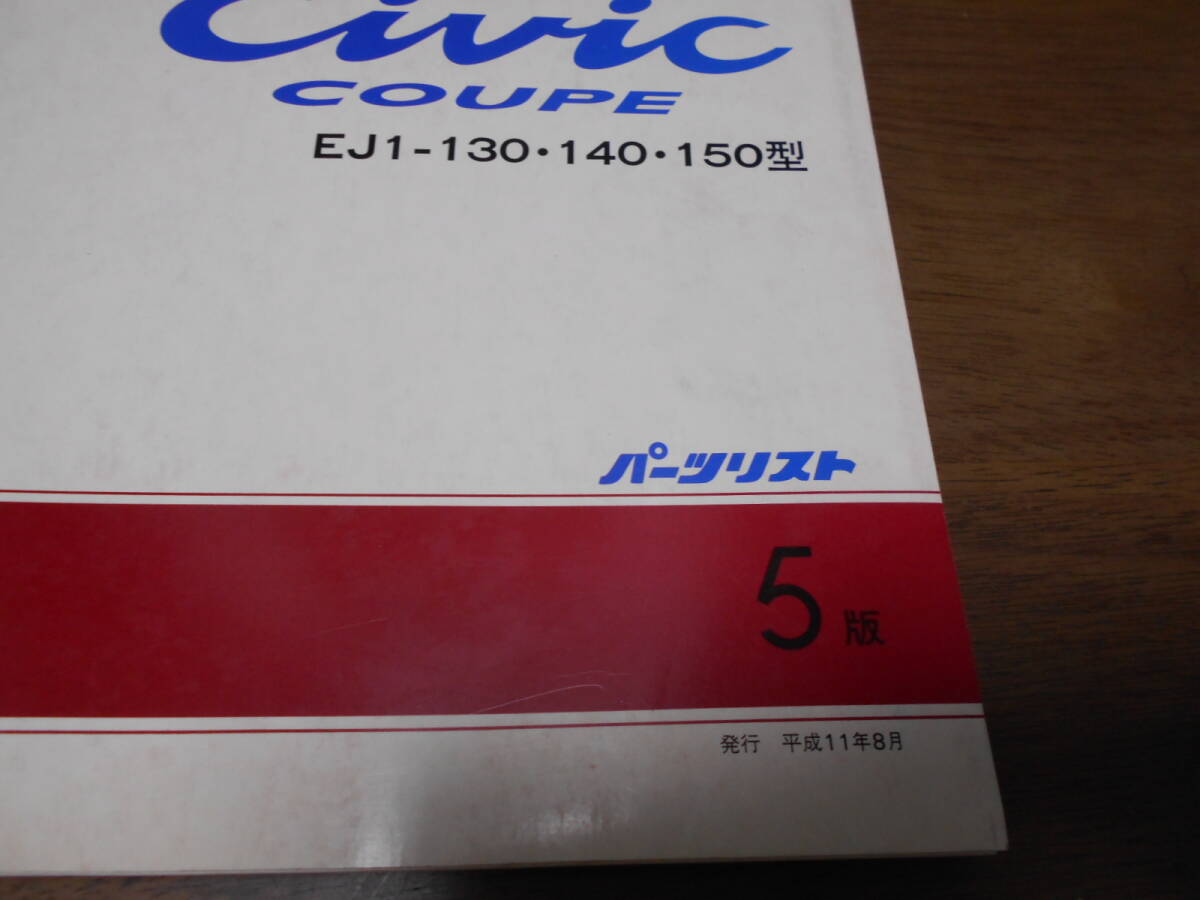 Civic
COUPE
EJ1-130・140・150型
パーツリスト
5版
発行 平成11年8月